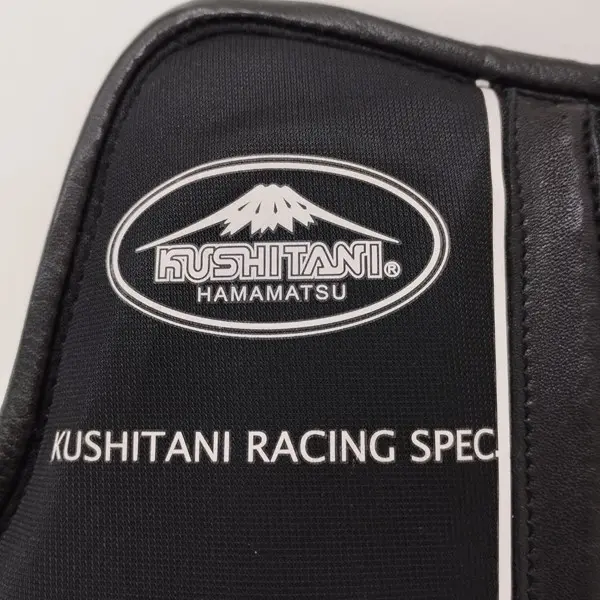 KUSHITANI®
HAMAMATSU
KUSHITANI RACING SPEC.